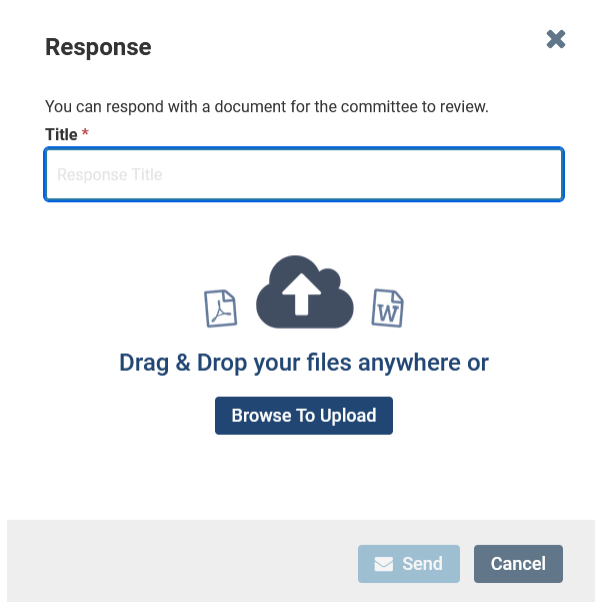 Response
You can respond with a document for the committee to review.
Title *
Response Title
W
Drag & Drop your files anywhere or
Browse To Upload
Send
Cancel